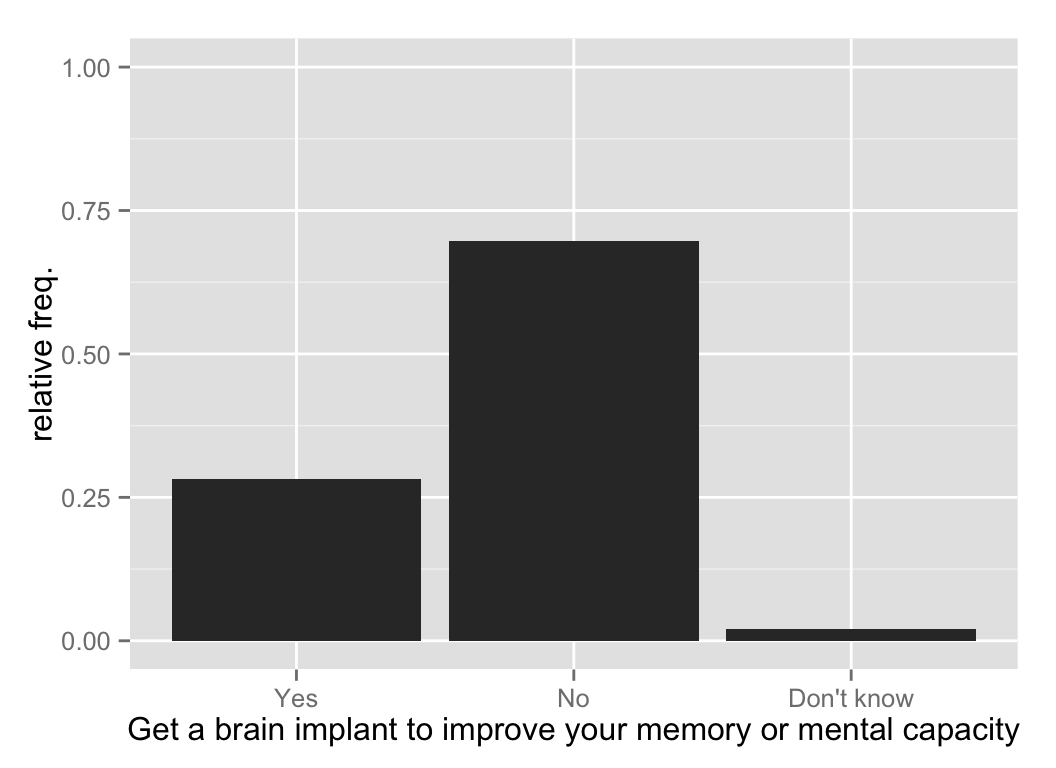 relative freq.
1.00
0.75
0.50
0.25
0.00
Yes No Don't know
Get a brain implant to improve your memory or mental capacity